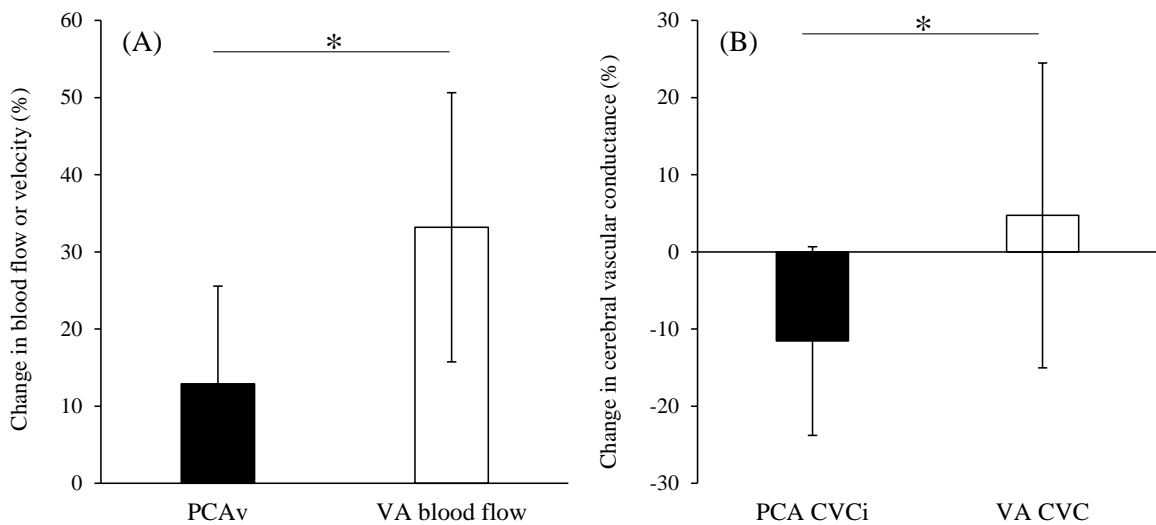 (A)
*
Change in blood flow or velocity (%)
60
50
40
30
20
10
0
PCAv VA blood flow
(B)
*
Change in cerebral vascular conductance (%)
30
20
10
0
-10
-20
-30
PCA CVCi VA CVC